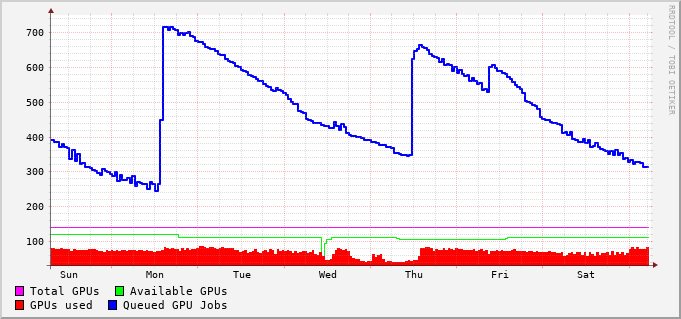 RRDTOOL / TOBI OETIKER
700
600
500
400
300
200
100
Sun Mon Tue Wed Thu Fri Sat
Total GPUs Available GPUs
GPUs used Queued GPU Jobs